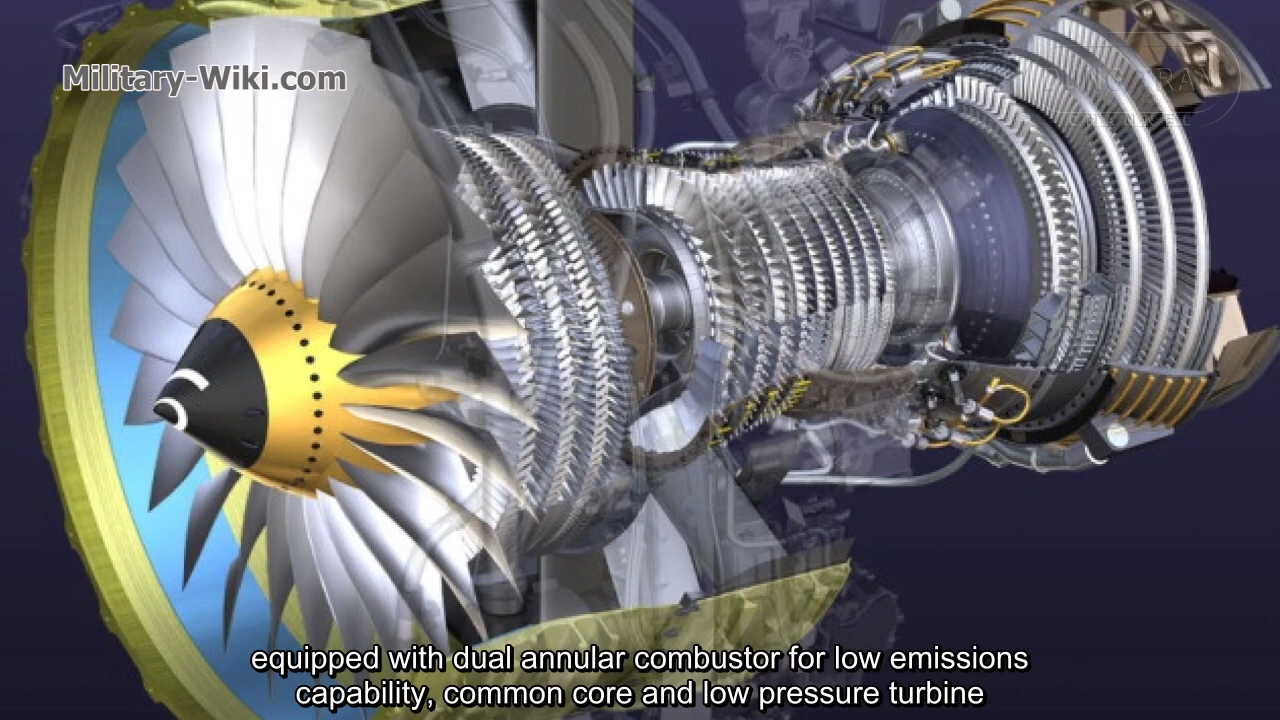 Military-Wiki.com
equipped with dual annular combustor for low emissions
capability, common core and low pressure turbine